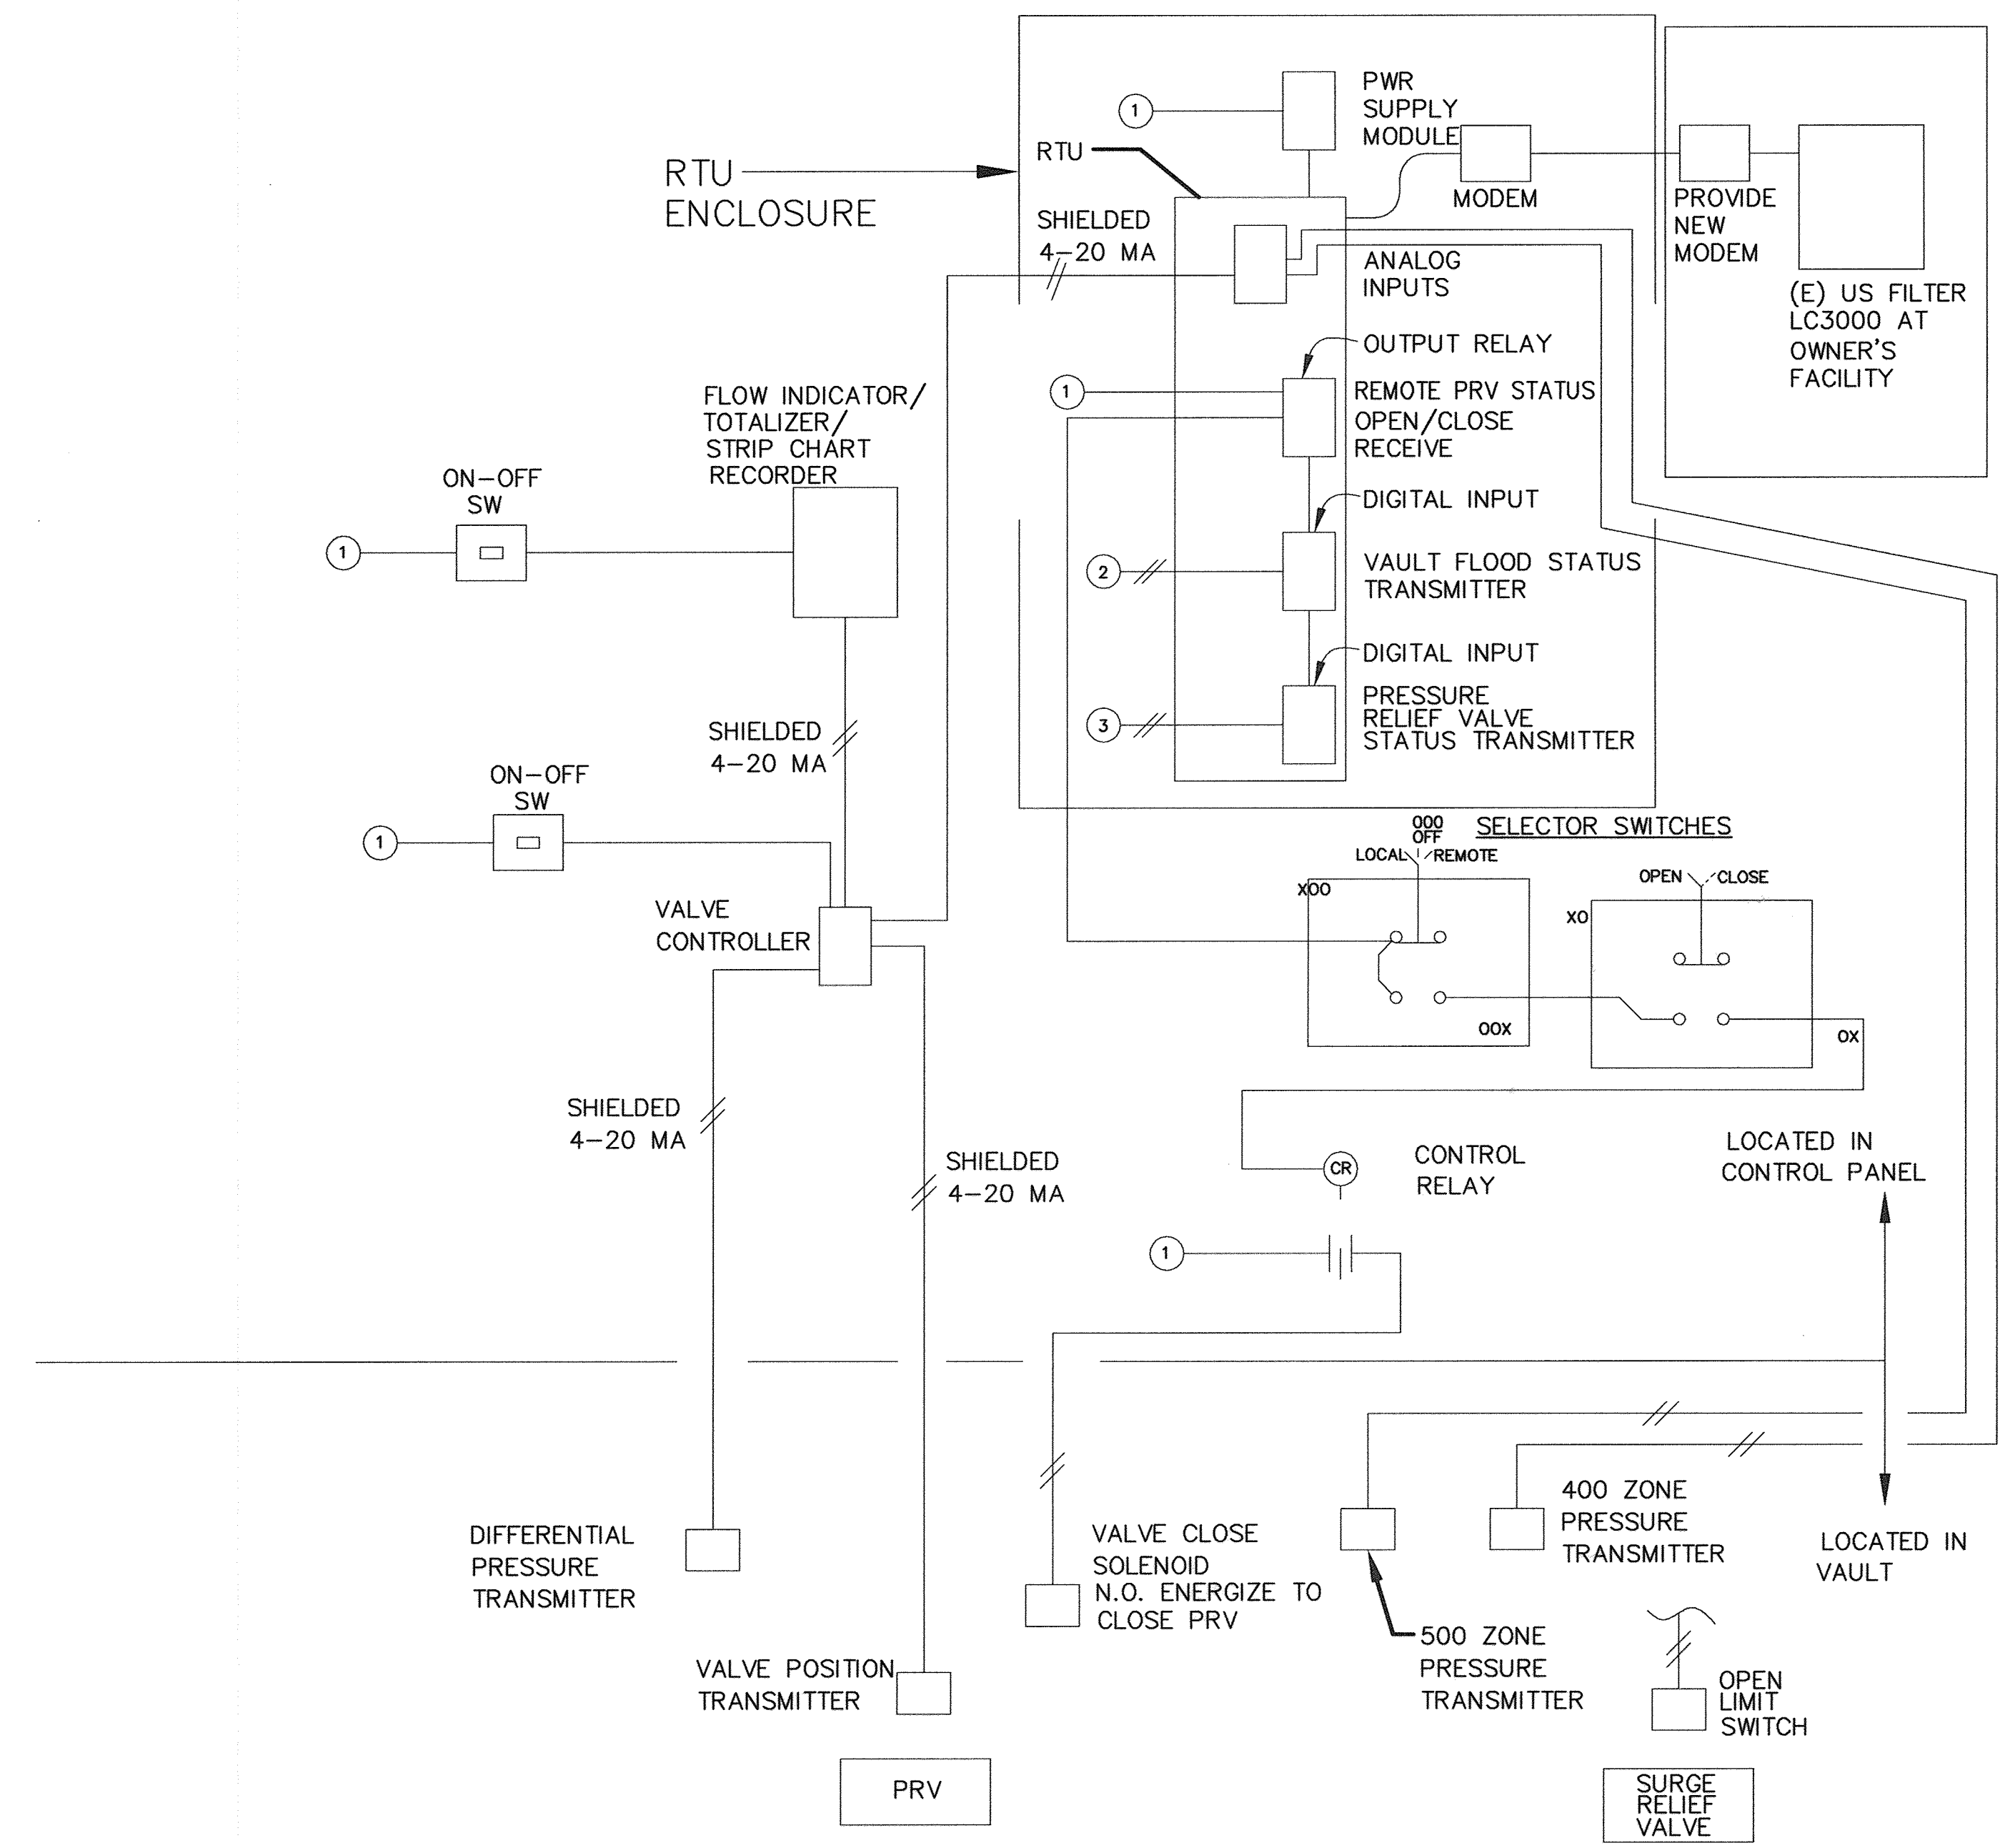 PWR
SUPPLY
MODULE
1
RTU
RTU
ENCLOSURE
MODEM
PROVIDE
NEW
MODEM
SHIELDED
4-20 MA
ANALOG
INPUTS
(E) US FILTER
LC3000 AT
OWNER'S
FACILITY
OUTPUT RELAY
1
REMOTE PRV STATUS
OPEN/CLOSE
RECEIVE
FLOW INDICATOR/
TOTALIZER/
STRIP CHART
RECORDER
ON-OFF
SW
1
DIGITAL INPUT
2
VAULT FLOOD STATUS
TRANSMITTER
DIGITAL INPUT
3
PRESSURE
RELIEF VALVE
STATUS TRANSMITTER
SHIELDED
4-20 MA
ON-OFF
SW
1
OOO
OFF
LOCAL
REMOTE
SELECTOR SWITCHES
XOO
OPEN
CLOSE
XO
VALVE
CONTROLLER
OOX
OX
SHIELDED
4-20 MA
SHIELDED
4-20 MA
CR
CONTROL
RELAY
LOCATED IN
CONTROL PANEL
1
400 ZONE
PRESSURE
TRANSMITTER
LOCATED IN
VAULT
DIFFERENTIAL
PRESSURE
TRANSMITTER
VALVE CLOSE
SOLENOID
N.O. ENERGIZE TO
CLOSE PRV
500 ZONE
PRESSURE
TRANSMITTER
VALVE POSITION
TRANSMITTER
OPEN
LIMIT
SWITCH
PRV
SURGE
RELIEF
VALVE